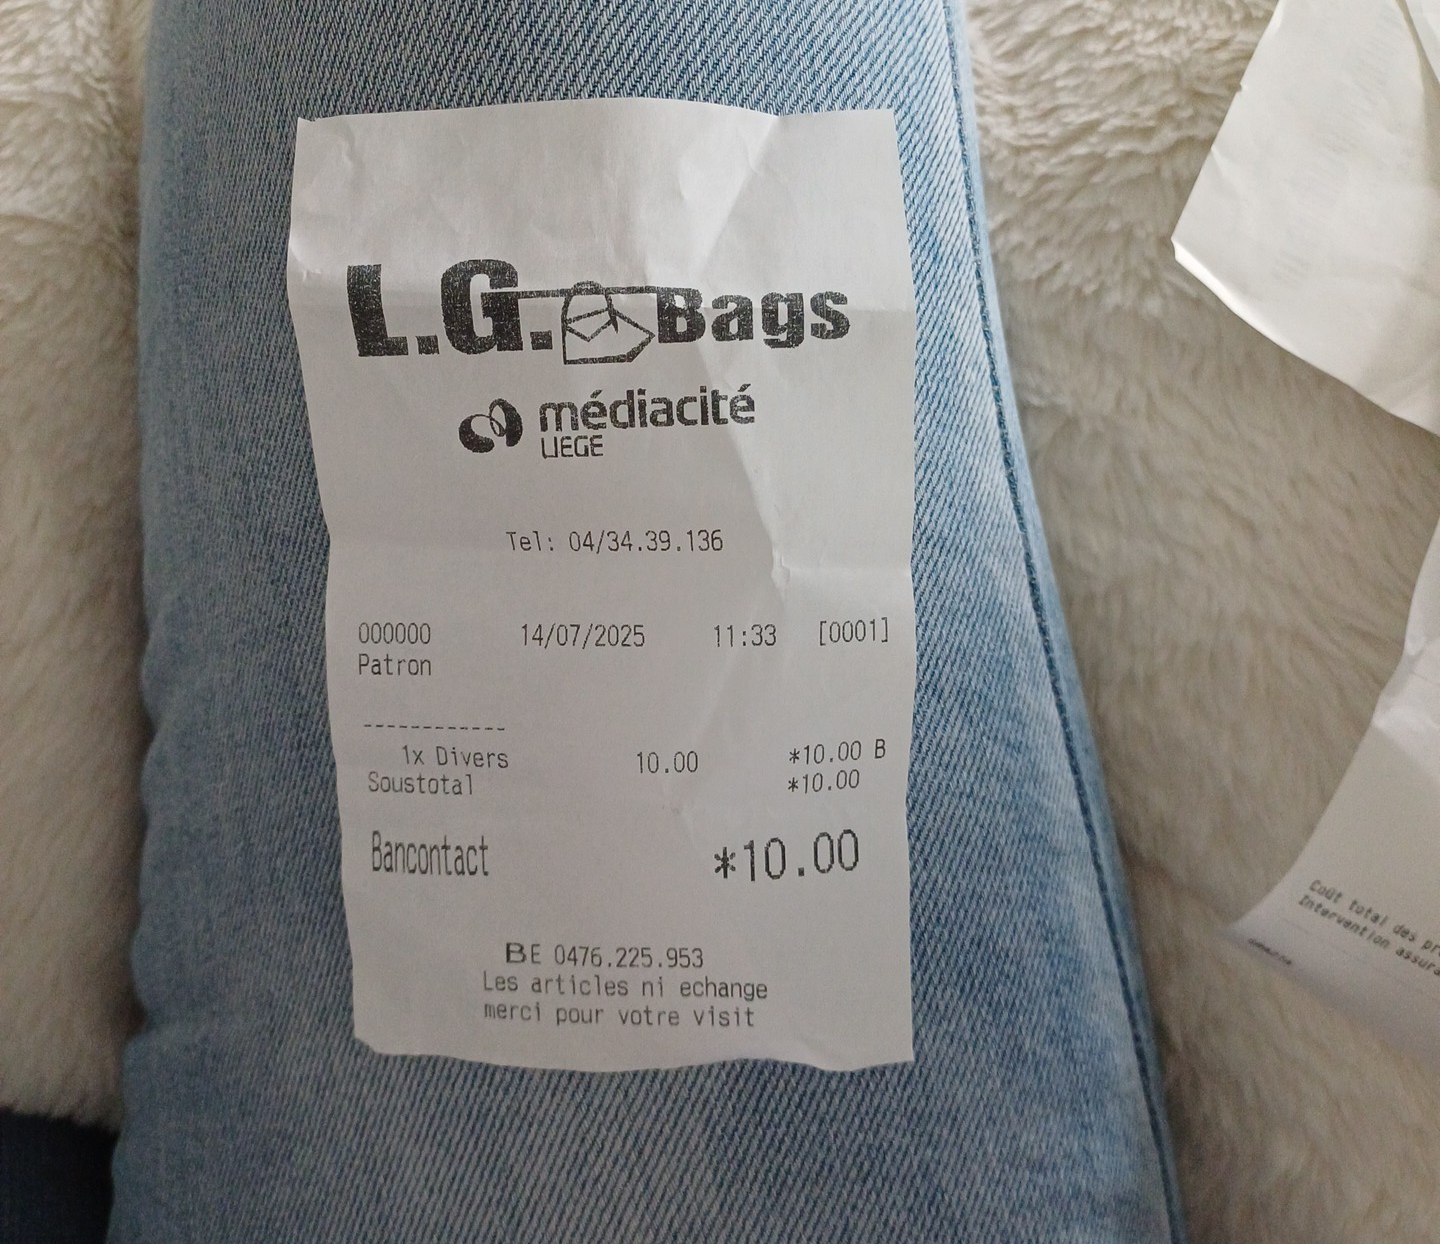 L.G. Bags
médiacité
LIEGE
Tel: 04/34.39.136
000000 14/07/2025 11:33 [0001]
Patron
------------
1x Divers 10.00 *10.00 B
Soustotal *10.00
Bancontact *10.00
BE 0476.225.953
Les articles ni echange
merci pour votre visit
Coût total des
Intervention